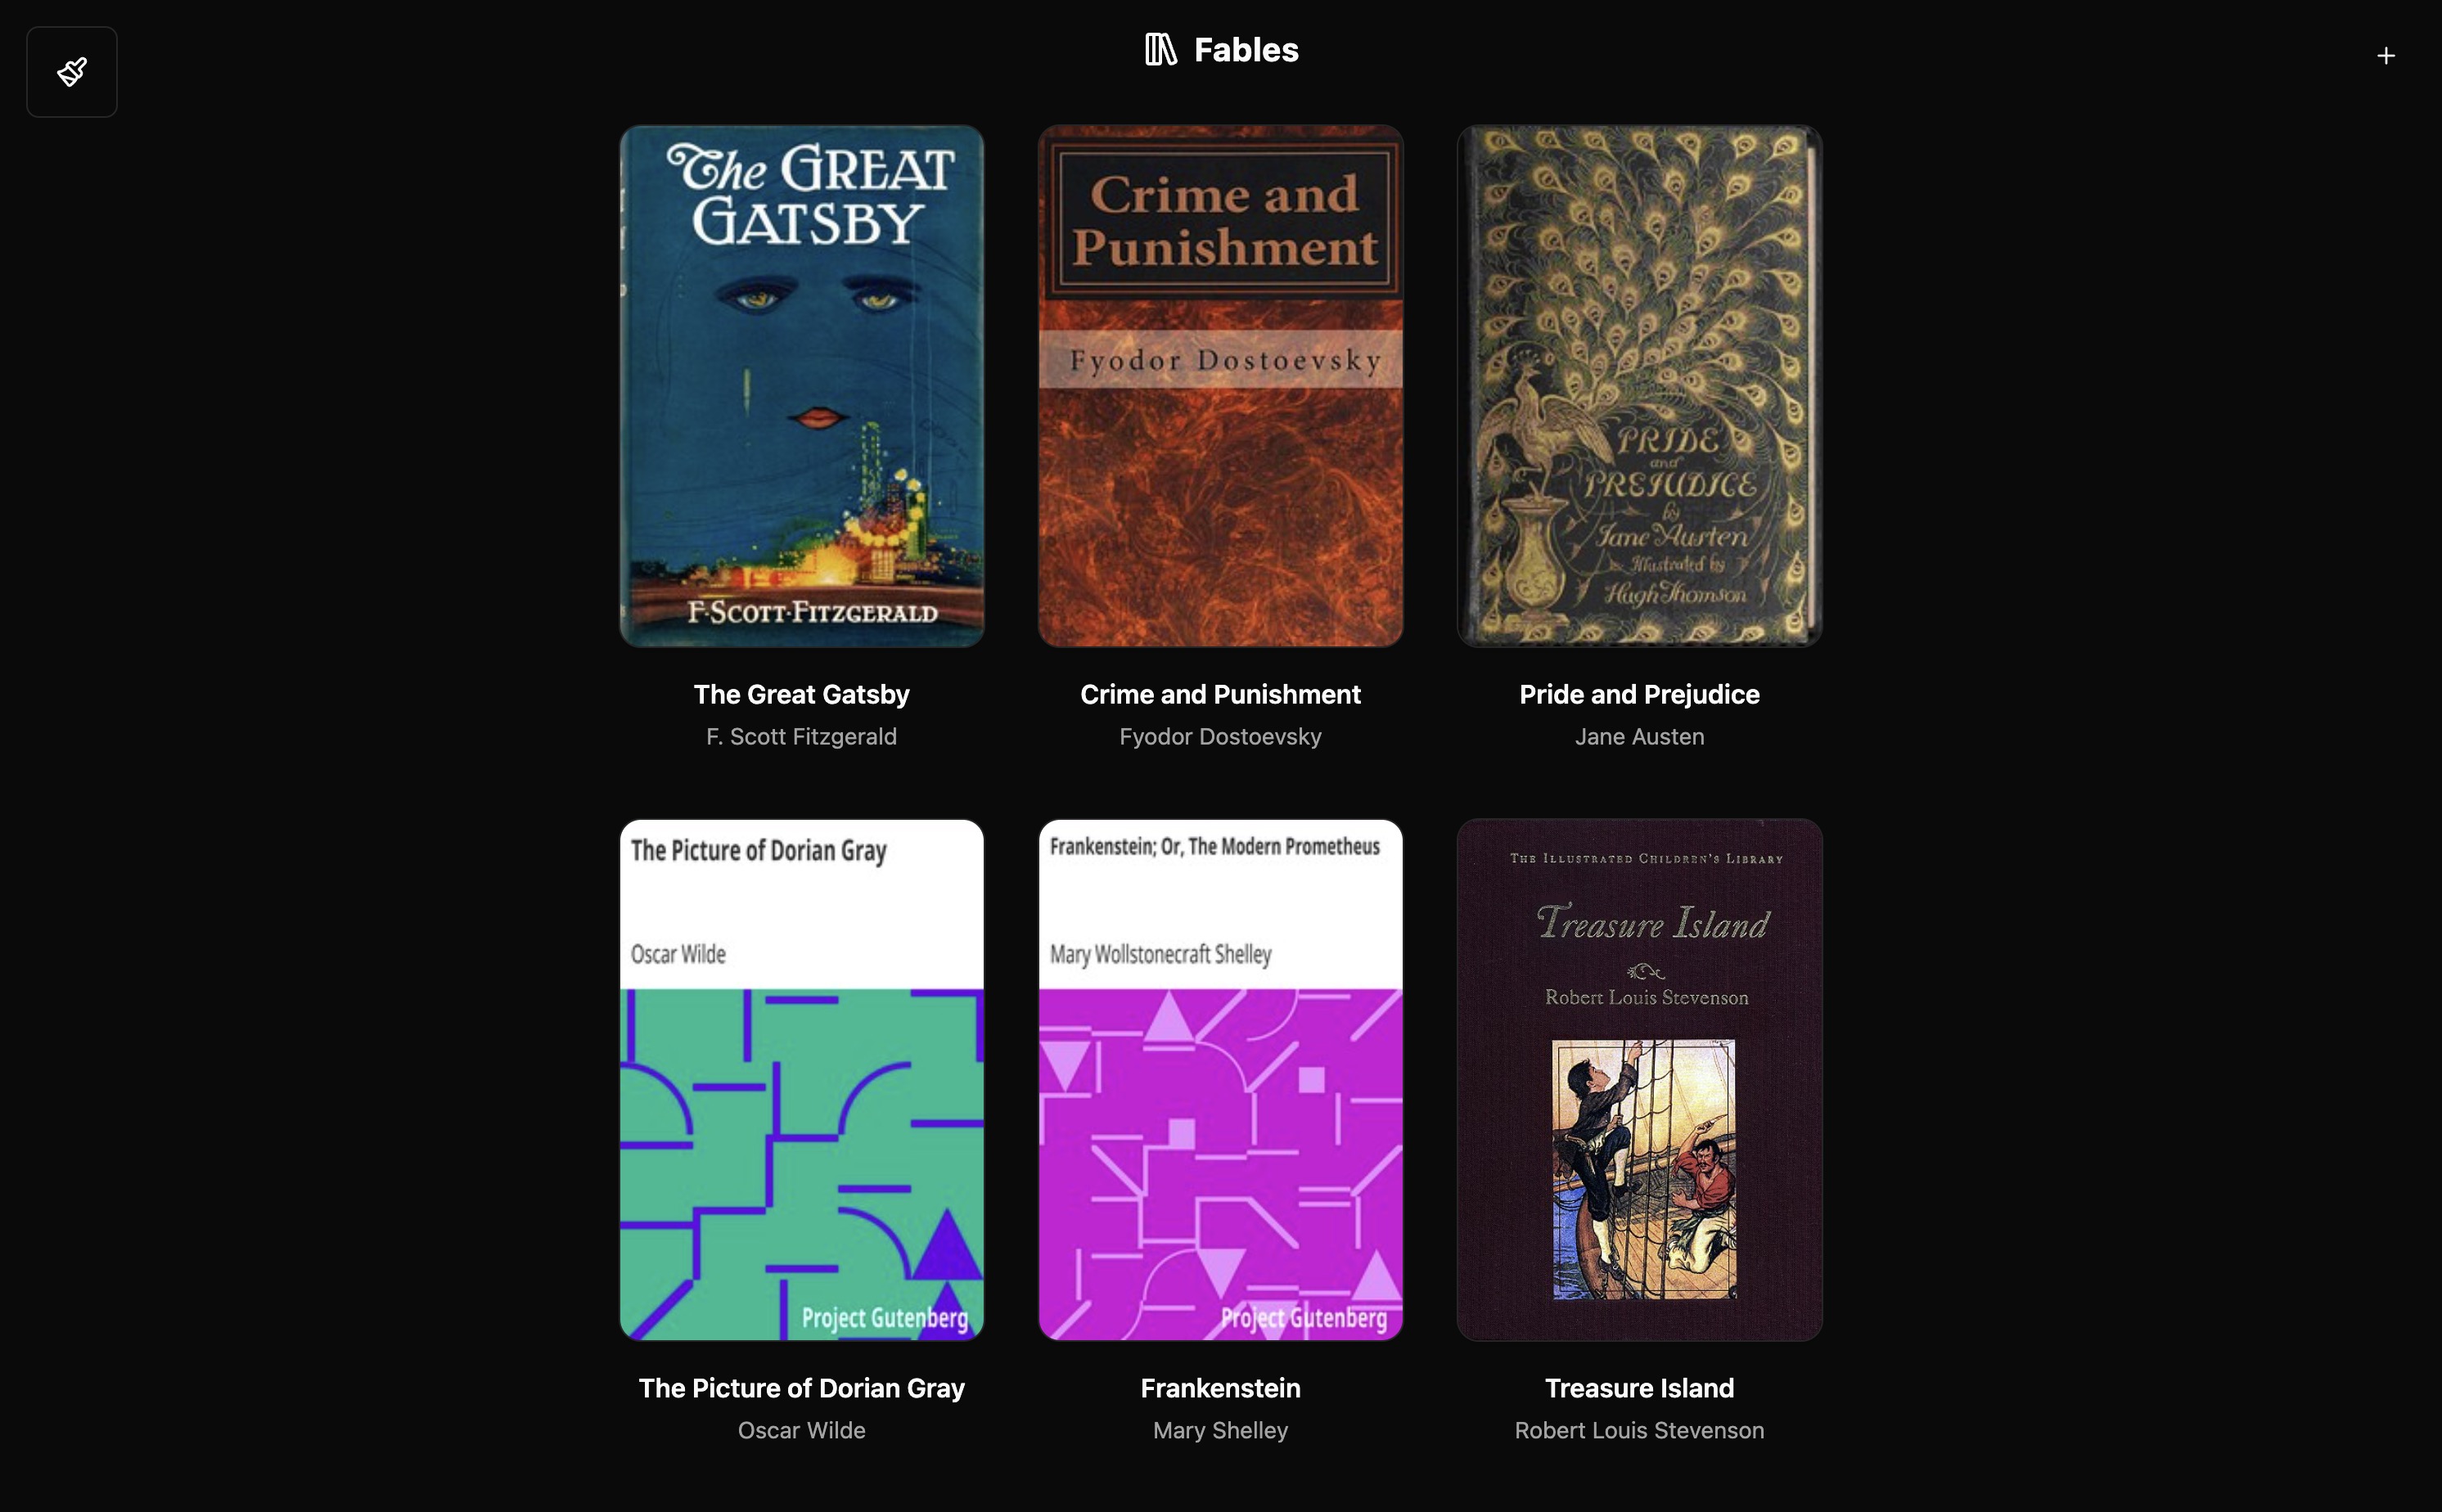 Fables
The GREAT
GATSBY
F·SCOTT·FITZGERALD
The Great Gatsby
F. Scott Fitzgerald
Crime and
Punishment
Fyodor Dostoevsky
Crime and Punishment
Fyodor Dostoevsky
PRIDE
and
PREJUDICE
by
Jane Austen
Illustrated by
Hugh Thomson
Pride and Prejudice
Jane Austen
The Picture of Dorian Gray
Oscar Wilde
Project Gutenberg
The Picture of Dorian Gray
Oscar Wilde
Frankenstein; Or, The Modern Prometheus
Mary Wollstonecraft Shelley
Project Gutenberg
Frankenstein
Mary Shelley
THE ILLUSTRATED CHILDREN'S LIBRARY
Treasure Island
Robert Louis Stevenson
Treasure Island
Robert Louis Stevenson